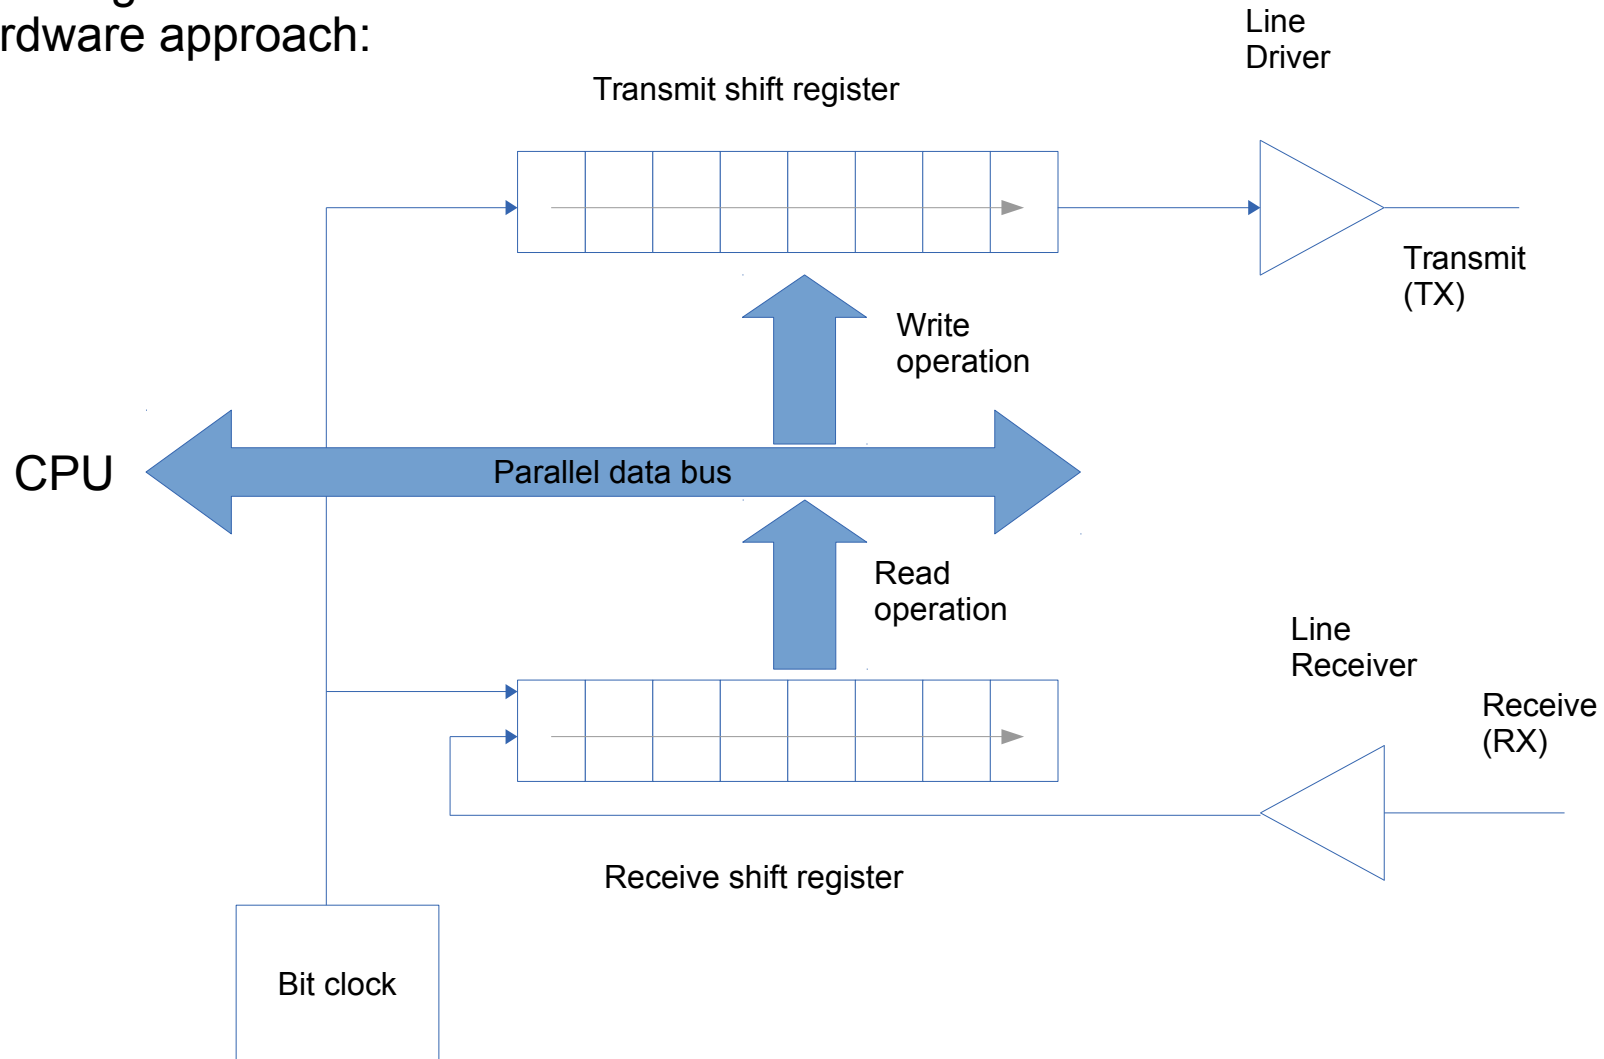 rdware approach:
Line
Driver
Transmit shift register
Transmit
(TX)
Write
operation
CPU
Parallel data bus
Read
operation
Line
Receiver
Receive
(RX)
Receive shift register
Bit clock